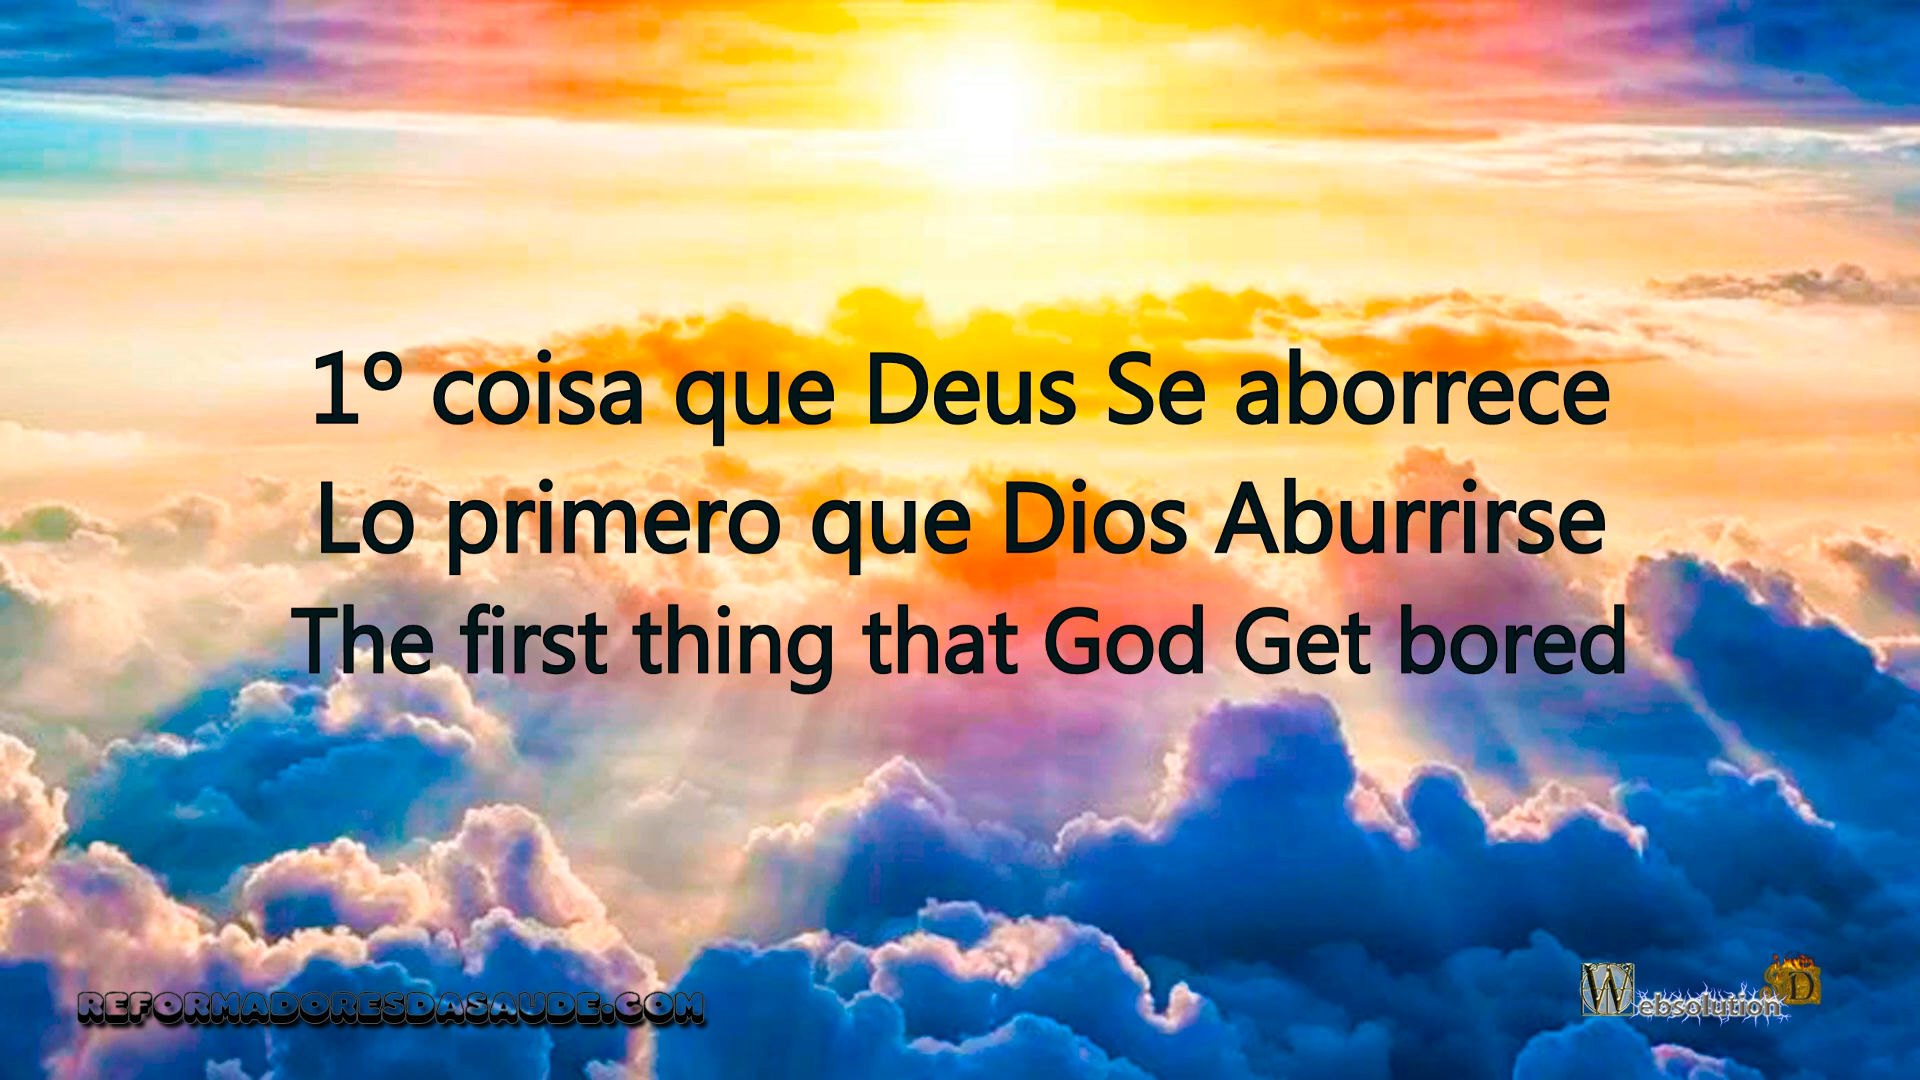 1º coisa que Deus Se aborrece
Lo primero que Dios Aburrirse
The first thing that God Get bored
REFORMADORESDASAUDE.COM
Websolution SD